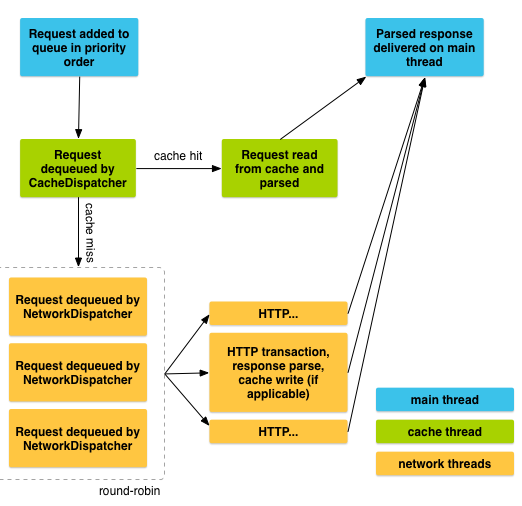 Request added to
queue in priority
order
Parsed response
delivered on main
thread
Request
dequeued by
CacheDispatcher
cache hit
Request read
from cache and
parsed
cache miss
Request dequeued by
NetworkDispatcher
Request dequeued by
NetworkDispatcher
Request dequeued by
NetworkDispatcher
round-robin
HTTP...
HTTP transaction,
response parse,
cache write (if
applicable)
HTTP...
main thread
cache thread
network threads